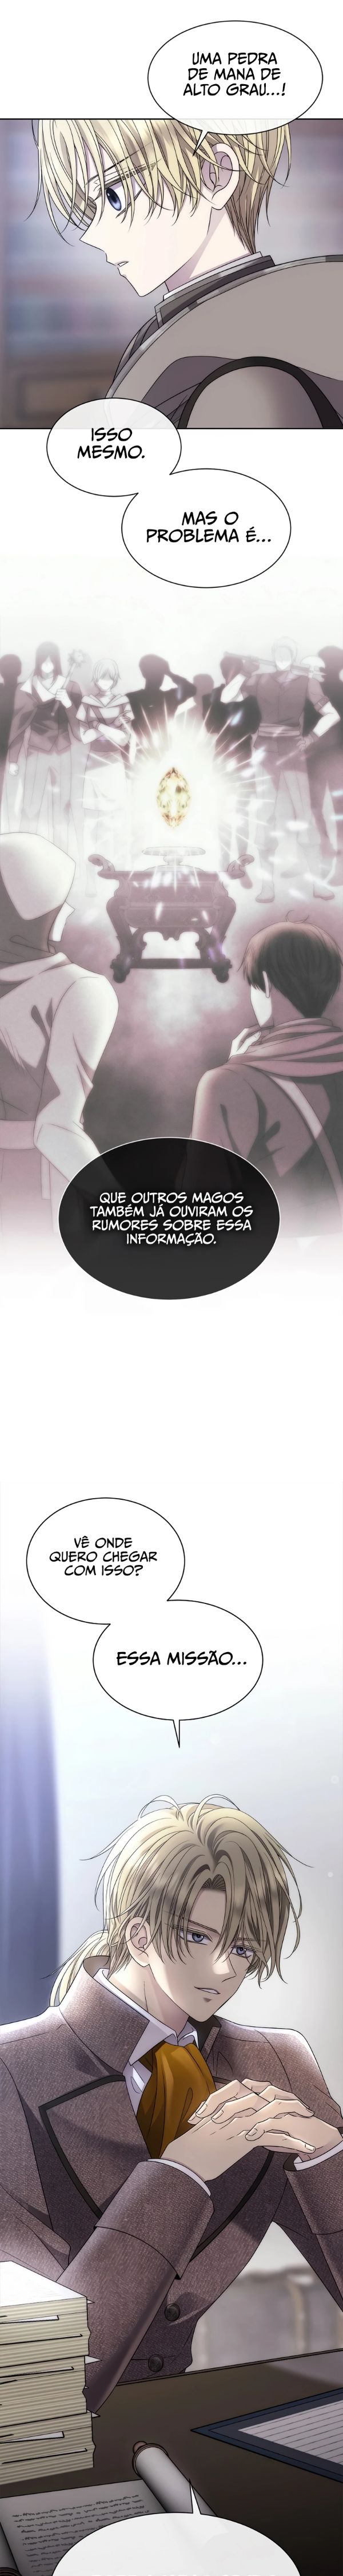 UMA PEDRA
DE MANA DE
ALTO GRAU...!
ISSO
MESMO.
MAS O
PROBLEMA É...
QUE OUTROS MAGOS
TAMBÉM JÁ OUVIRAM OS
RUMORES SOBRE ESSA
INFORMAÇÃO.
VÊ ONDE
QUERO CHEGAR
COM ISSO?
ESSA MISSÃO...